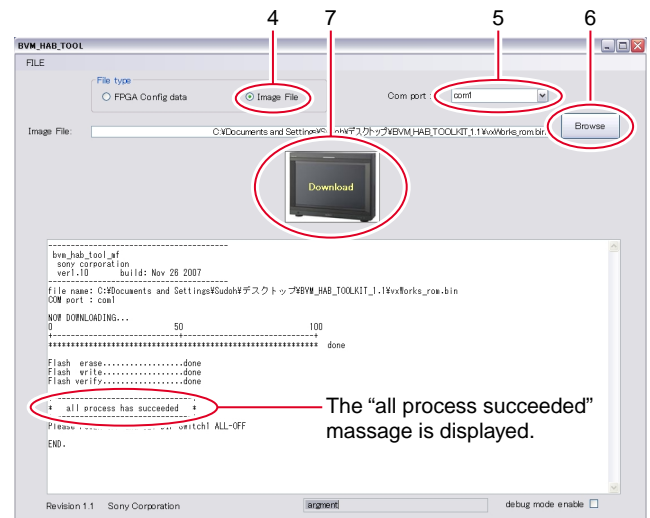 4 7 5 6
BVM_HAB_TOOL
FILE
File type
FPGA Config data Image File Com port : com1
Image File: C:¥Documents and Settings¥Sudoh¥デスクトップ¥BVM_HAB_TOOLKIT_1.1¥vxWorks_rom.bin Browse
Download
bvm_hab_tool_mf
sony corporation
ver1.10 build: Nov 26 2007
file name: C:¥Documents and Settings¥Sudoh¥デスクトップ¥BVM_HAB_TOOLKIT_1.1¥vxWorks_rom.bin
COM port : com1
NOW DOWNLOADING...
0 50 100
+--------------------------+--------------------------+
****************************************************** done
Flash erase................done
Flash write................done
Flash verify...............done
* all process has succeeded *
The “all process succeeded”
massage is displayed.
Please Switch1 ALL-OFF
END.
Revision 1.1 Sony Corporation argment debug mode enable